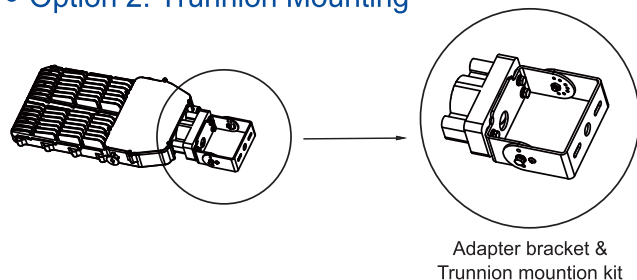 • Option 2: Trunnion Mounting
Adapter bracket &
Trunnion mountion kit